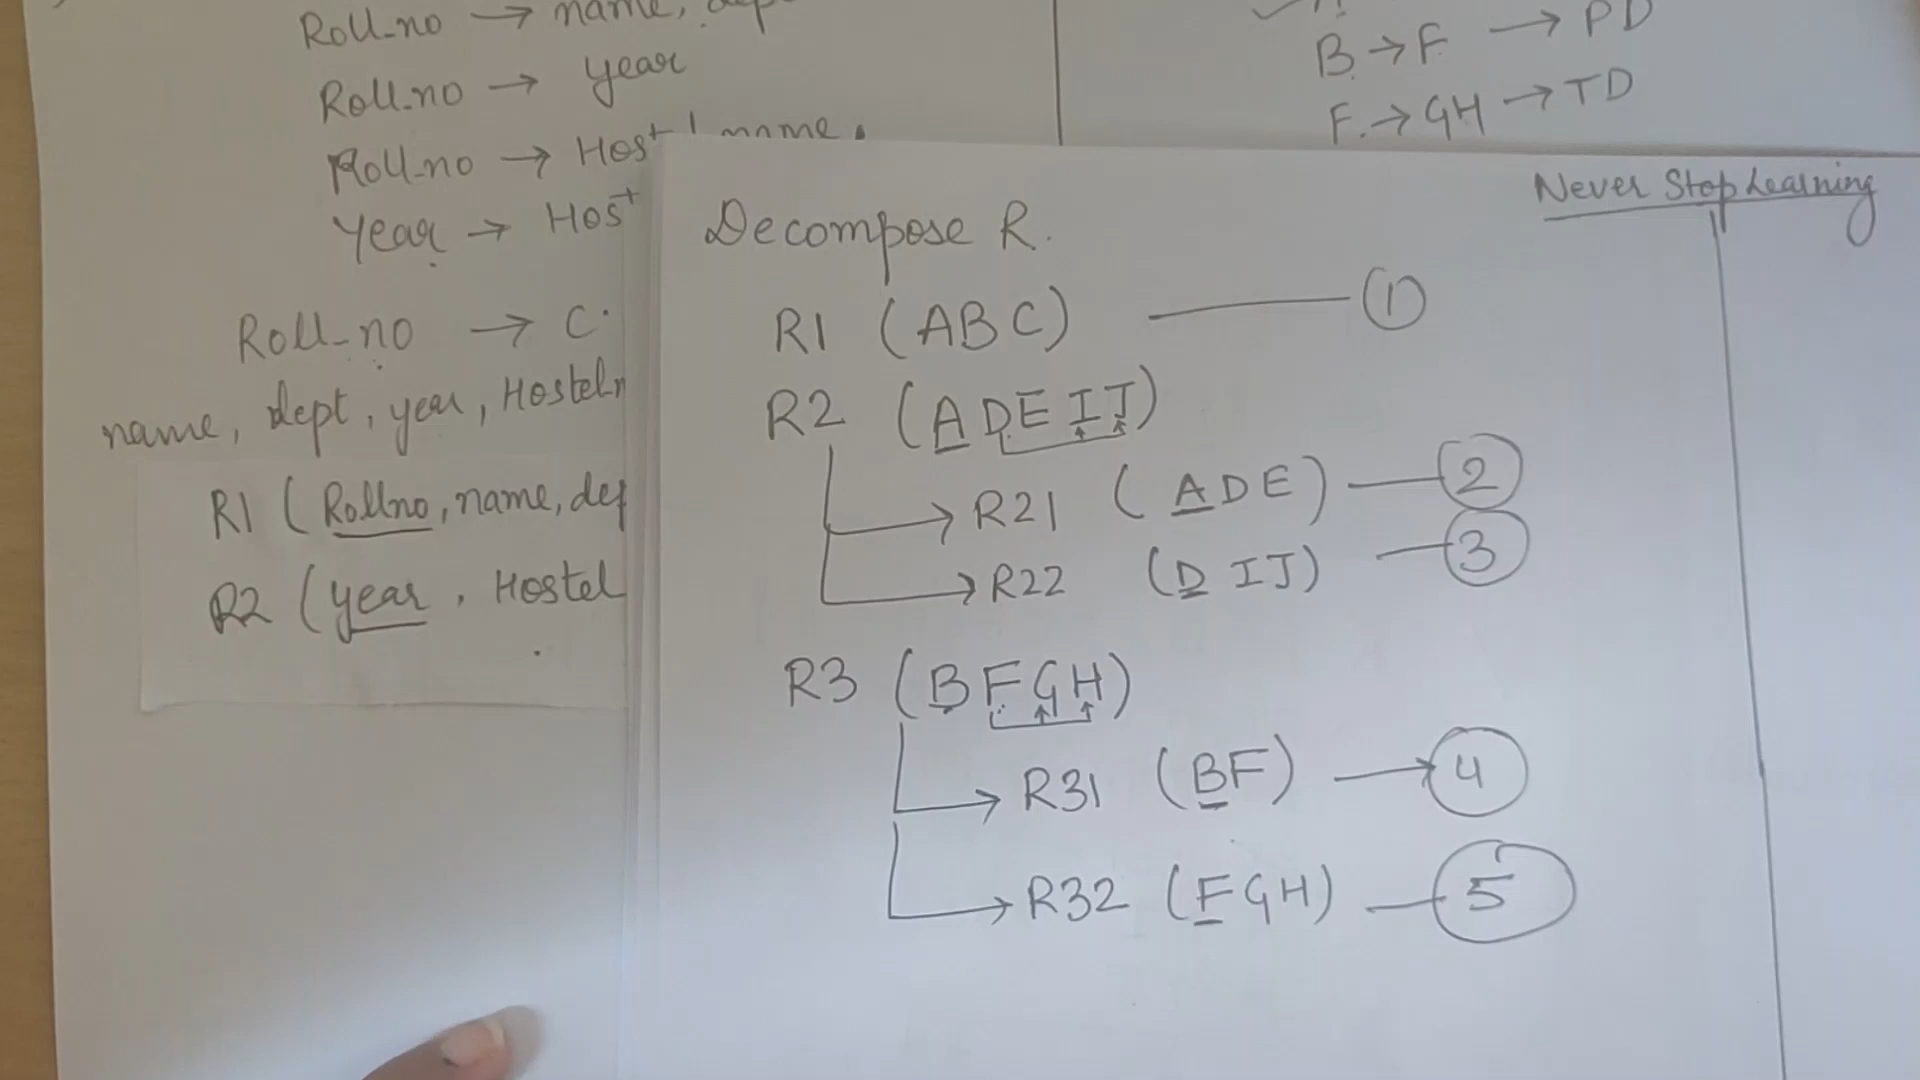 Roll-no → name,
Roll-no → year
Roll-no → Host
Year → Host
Roll-no → C.
name, dept, year, Hosteln
R1 (Rollno, name, dep
R2 (year, Hostel
B → F → PD
F → GH → TD
Never Stop Learning
Decompose R.
R1 (ABC) — 1
R2 (ADEIJ)
→ R21 (ADE) — 2
→ R22 (DIJ) — 3
R3 (BFGH)
→ R31 (BF) → 4
→ R32 (FGH) — 5